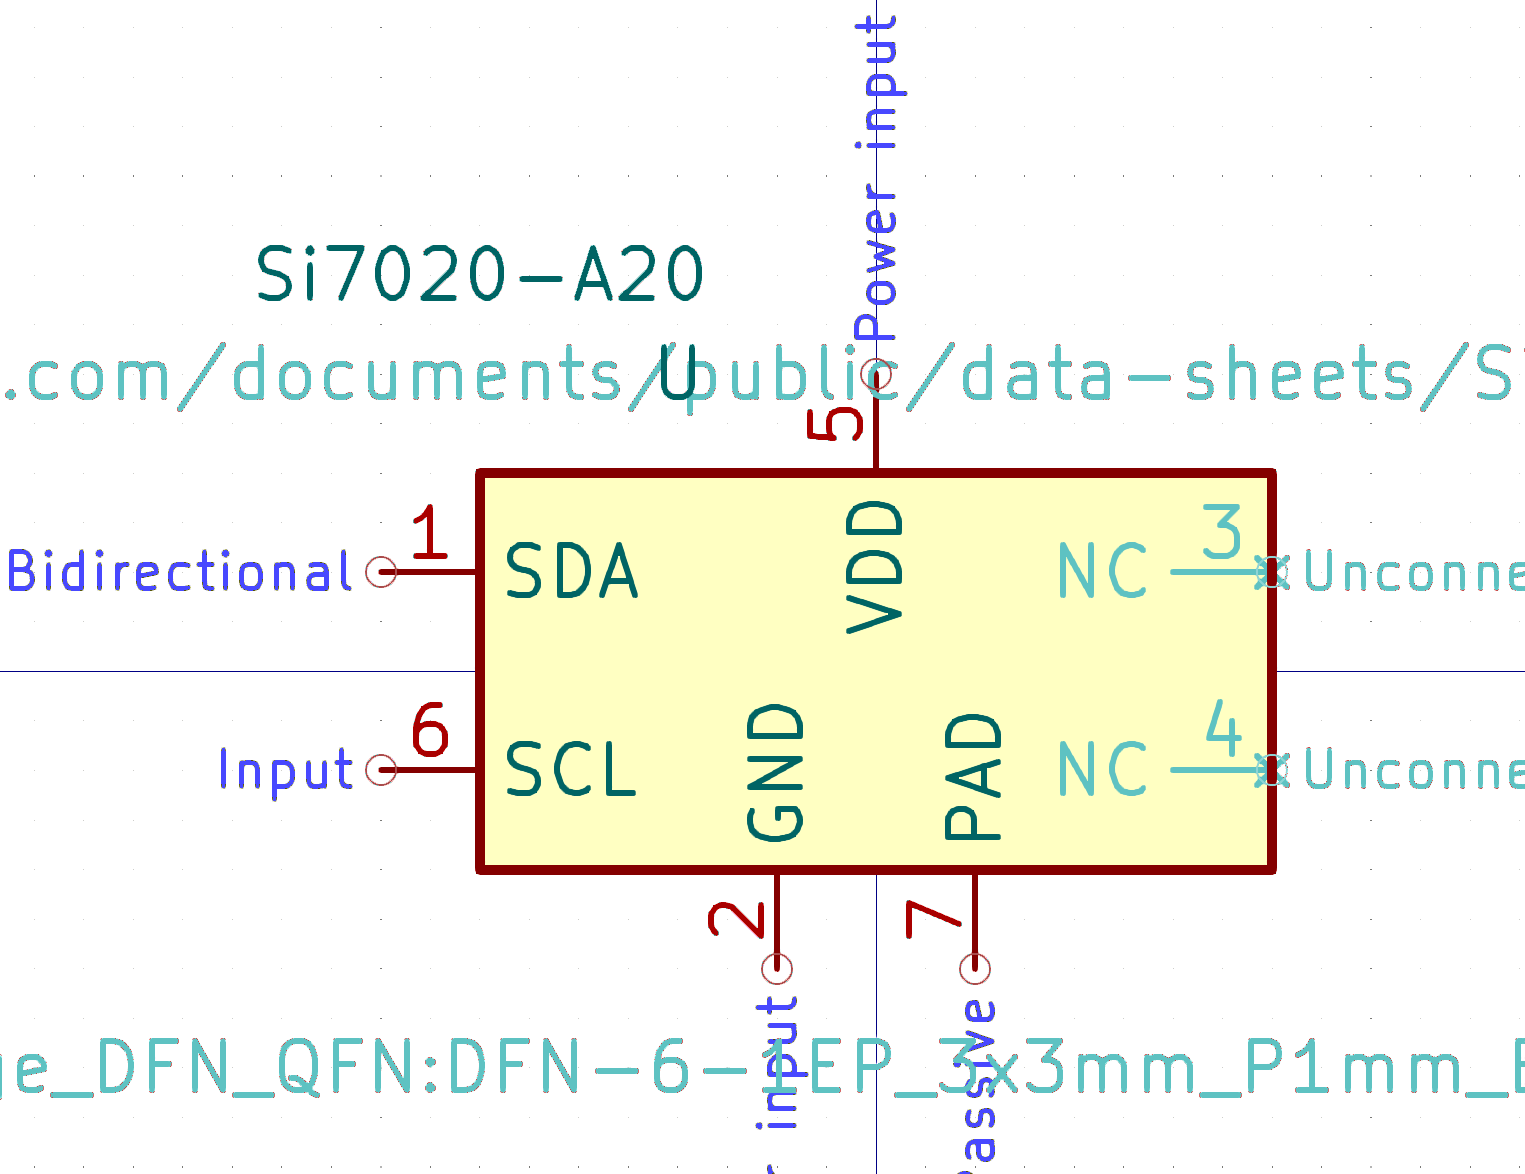 Power input
Si7020-A20
.com/documents/public/data-sheets/S
U
5
1
SDA
Bidirectional
VDD
NC
3
Unconne
6
SCL
Input
GND
PAD
NC
4
Unconne
2
7
input
Passive
ge_DFN_QFN:DFN-6-1EP_3x3mm_P1mm_E